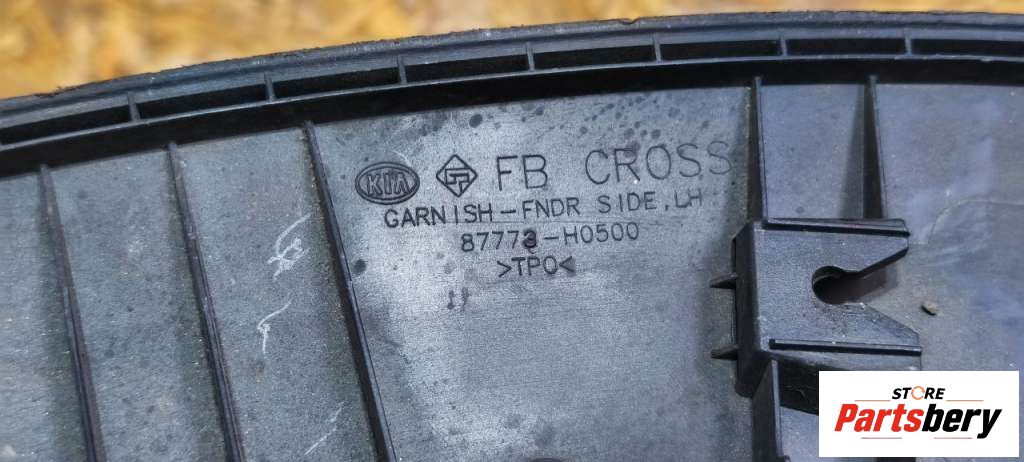 KIA FB CROSS
GARNISH-FNDR SIDE,LH
87773-H0500
>TPO<
STORE
Partsbery